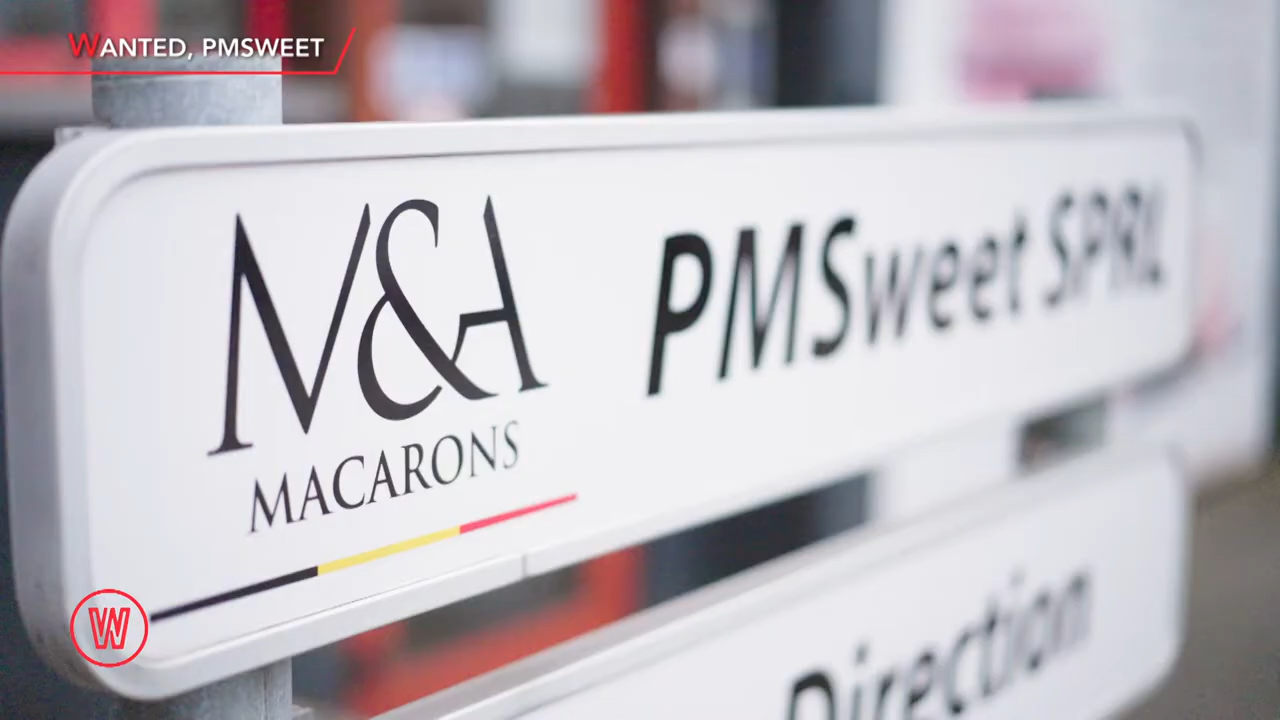 WANTED, PMSWEET
M&A
MACARONS
PMSweet SPRL
Direction
W